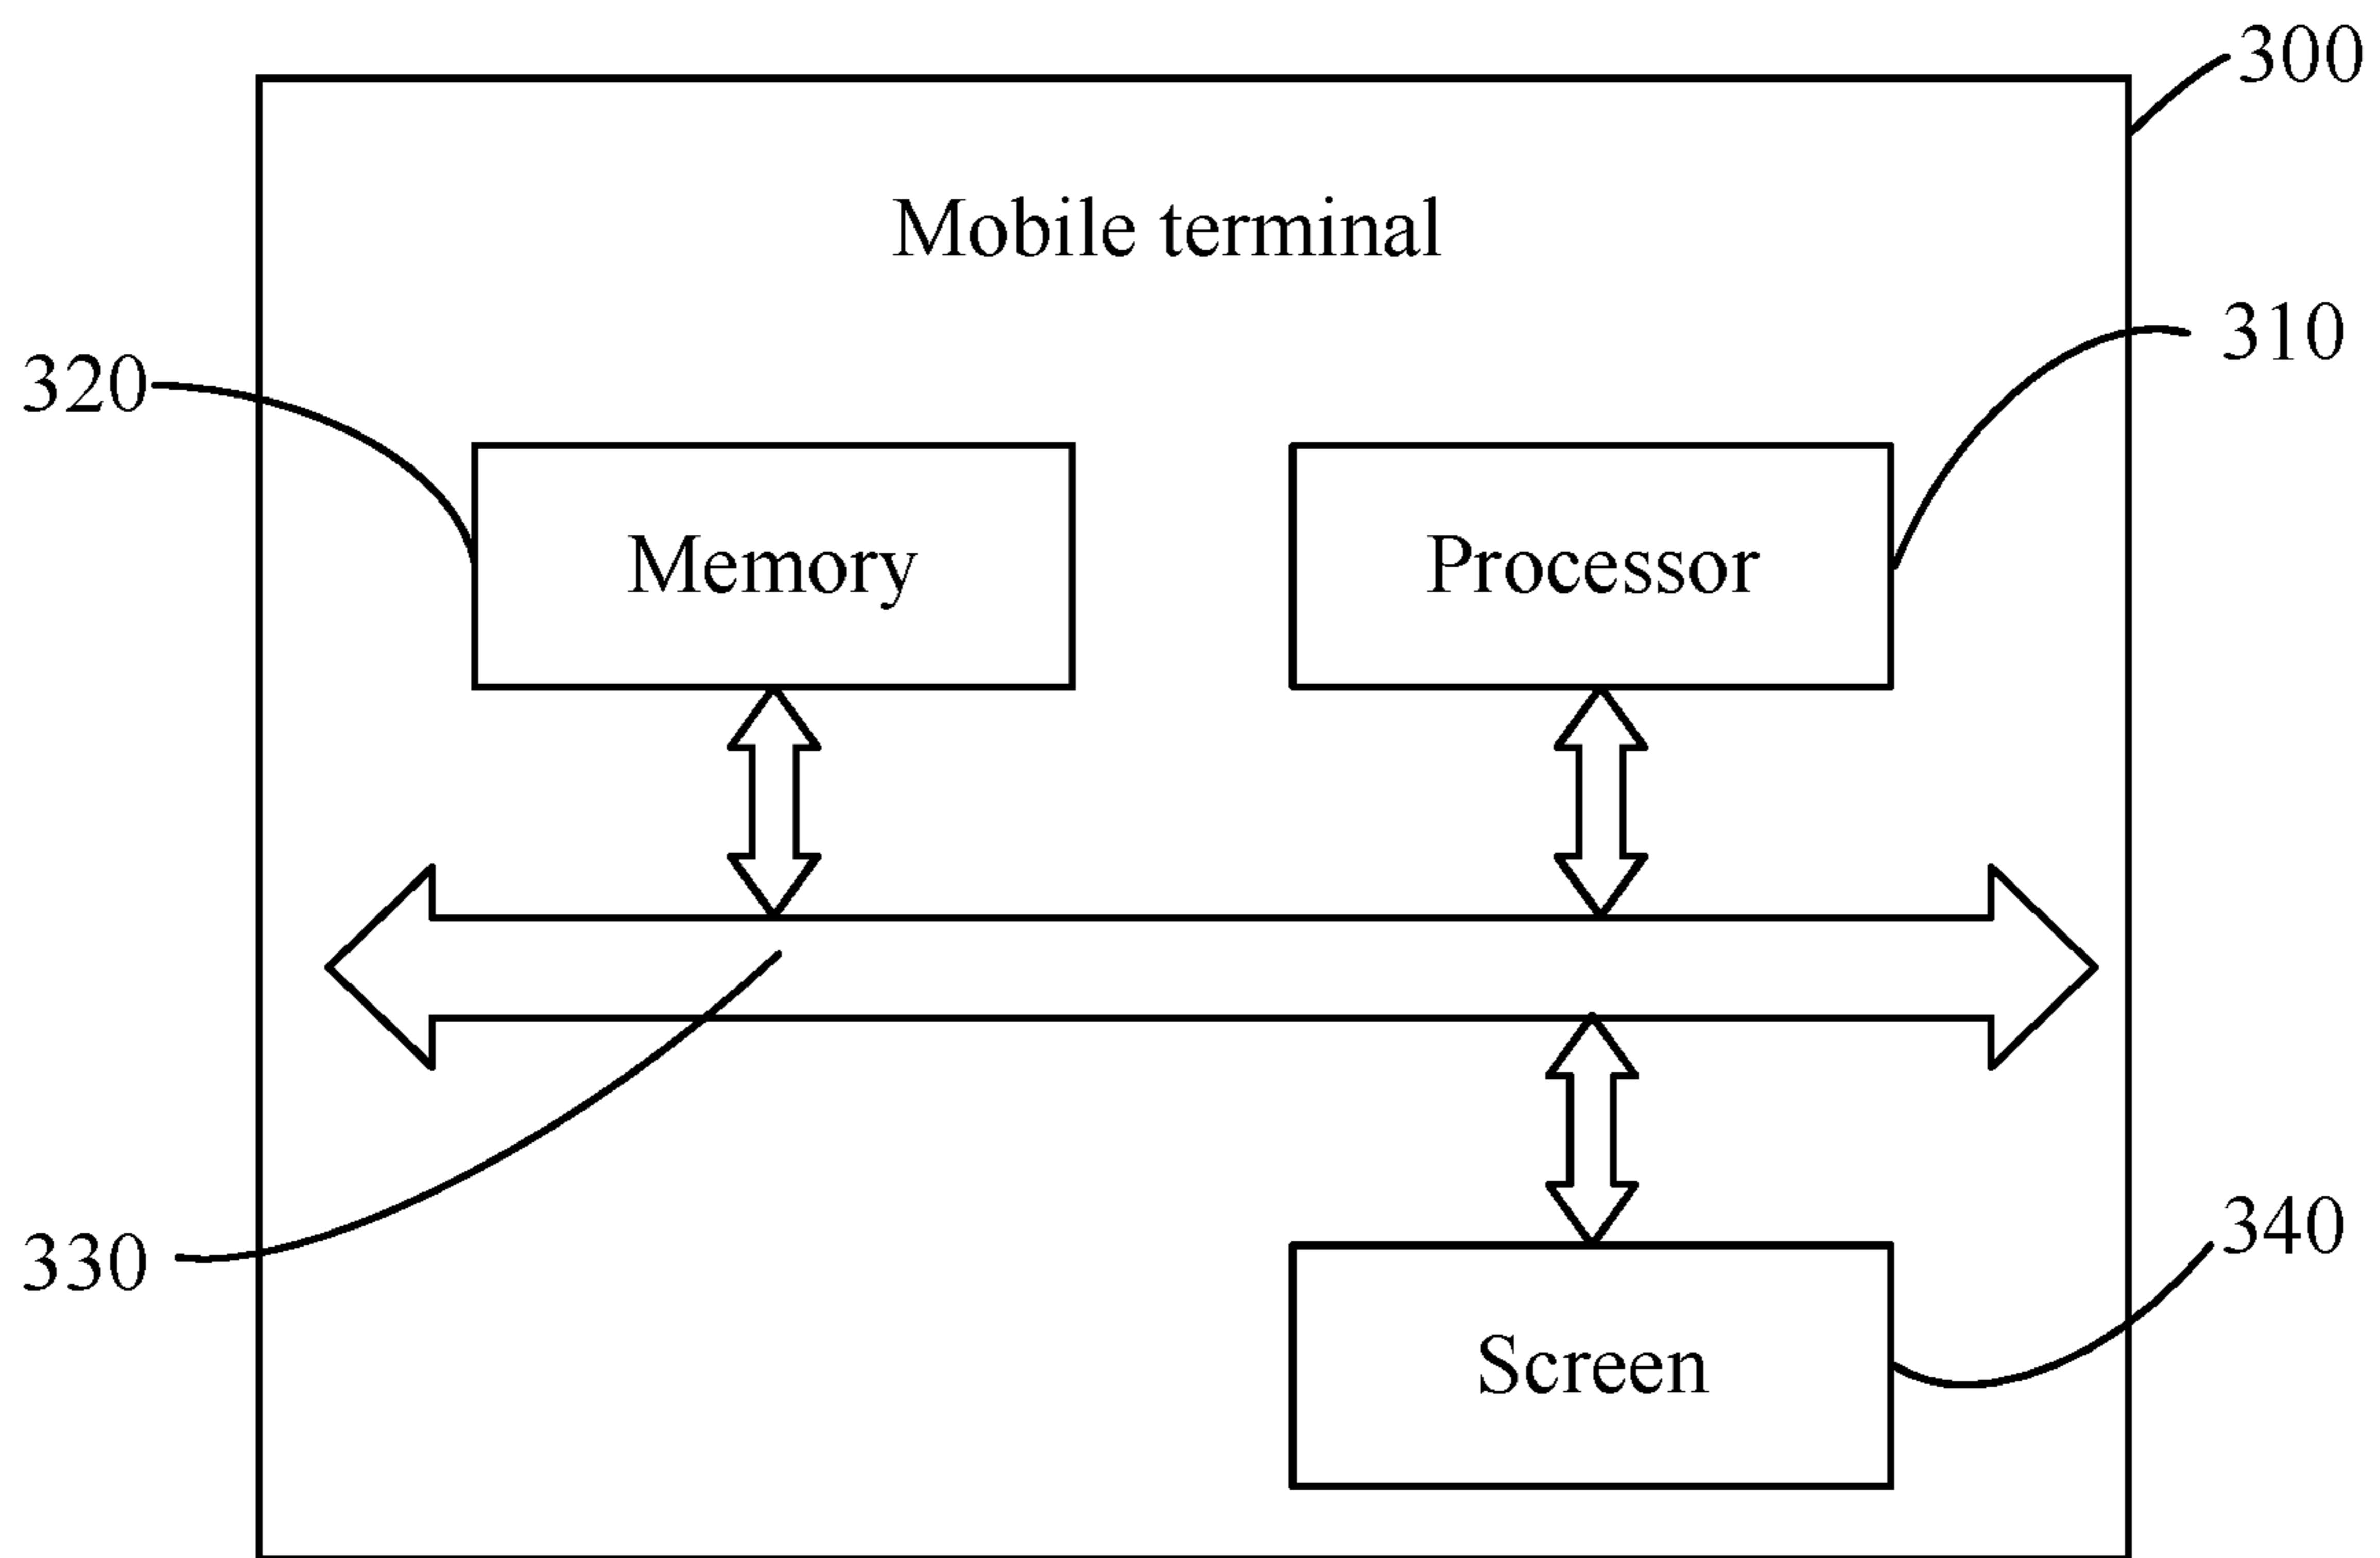 300
Mobile terminal
310
320
Memory
Processor
330
340
Screen